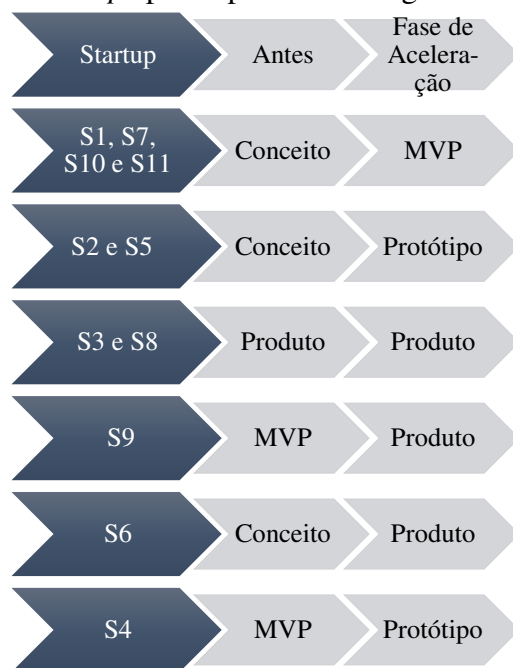 Startup
Antes
Fase de
Acelera-
ção
S1, S7,
S10 e S11
Conceito
MVP
S2 e S5
Conceito
Protótipo
S3 e S8
Produto
Produto
S9
MVP
Produto
S6
Conceito
Produto
S4
MVP
Protótipo